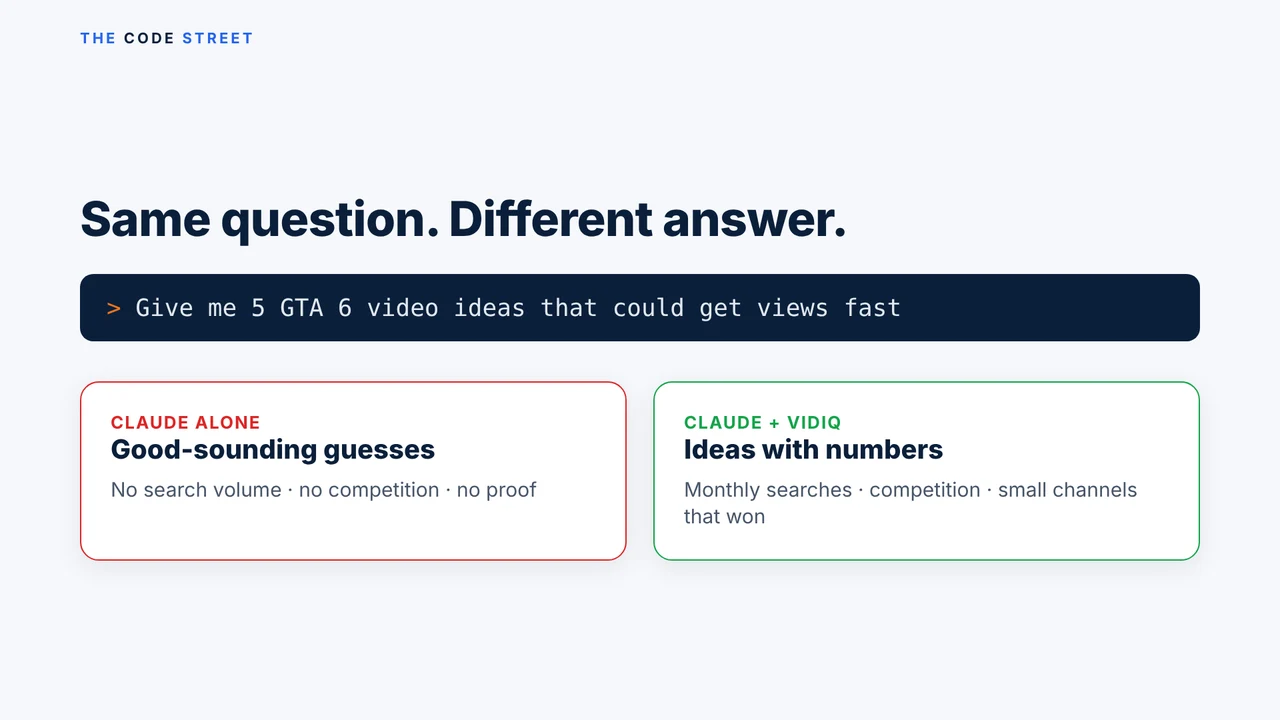 THE CODE STREET
Same question. Different answer.
> Give me 5 GTA 6 video ideas that could get views fast
CLAUDE ALONE
Good-sounding guesses
No search volume · no competition · no proof
CLAUDE + VIDIQ
Ideas with numbers
Monthly searches · competition · small channels
that won